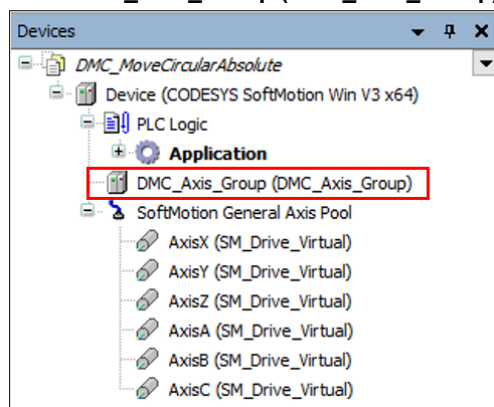 Devices
DMC_MoveCircularAbsolute
Device (CODESYS SoftMotion Win V3 x64)
PLC Logic
Application
DMC_Axis_Group (DMC_Axis_Group)
SoftMotion General Axis Pool
AxisX (SM_Drive_Virtual)
AxisY (SM_Drive_Virtual)
AxisZ (SM_Drive_Virtual)
AxisA (SM_Drive_Virtual)
AxisB (SM_Drive_Virtual)
AxisC (SM_Drive_Virtual)